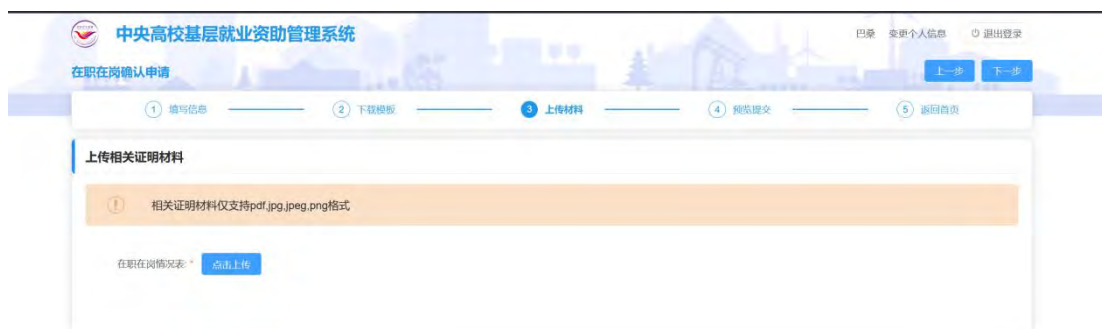 中央高校基层就业资助管理系统
巴桑 变更个人信息 退出登录
在职在岗确认申请
上一步 下一步
1 填写信息 2 下载模板 3 上传材料 4 预览提交 5 返回首页
上传相关证明材料
相关证明材料仅支持pdf,jpg,jpeg,png格式
在职在岗情况表: * 点击上传